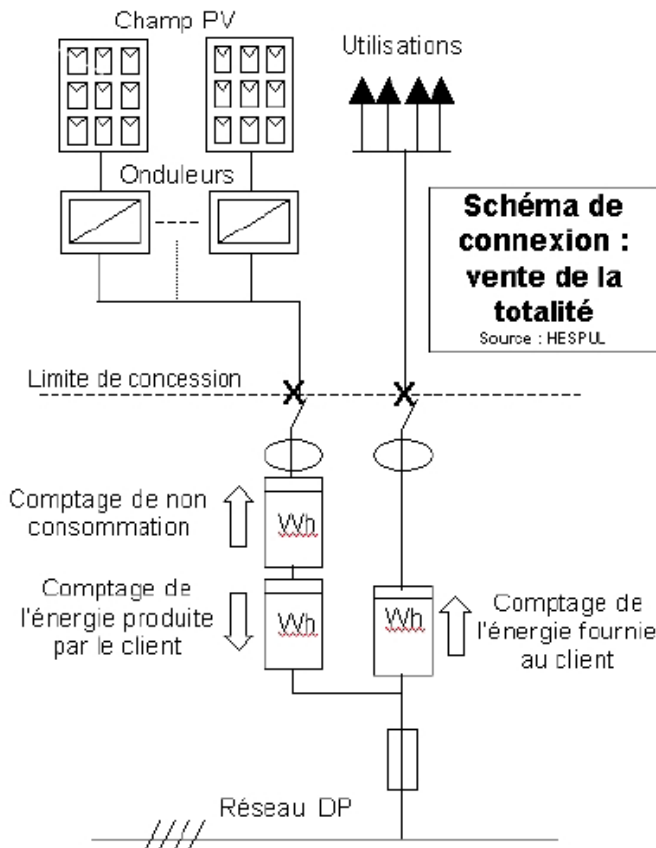 Champ PV
Utilisations
Onduleurs
Schéma de
connexion :
vente de la
totalité
Source : HESPUL
Limite de concession
Comptage de non
consommation
Wh
Comptage de
l'énergie produite
par le client
Wh
Wh
Comptage de
l'énergie fournie
au client
Réseau DP